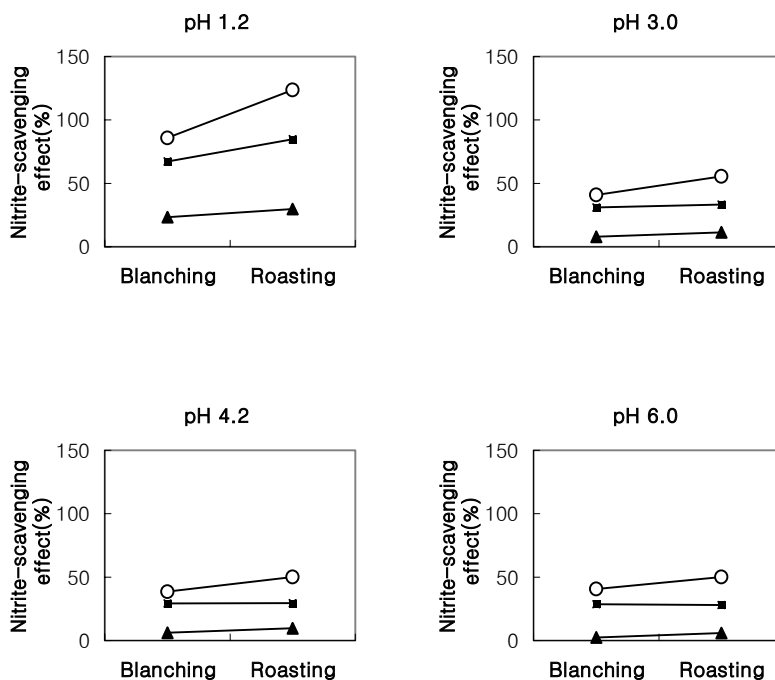 pH 1.2
Nitrite-scavenging
effect(%)
150
100
50
0
Blanching Roasting
pH 3.0
Nitrite-scavenging
effect(%)
150
100
50
0
Blanching Roasting
pH 4.2
Nitrite-scavenging
effect(%)
150
100
50
0
Blanching Roasting
pH 6.0
Nitrite-scavenging
effect(%)
150
100
50
0
Blanching Roasting